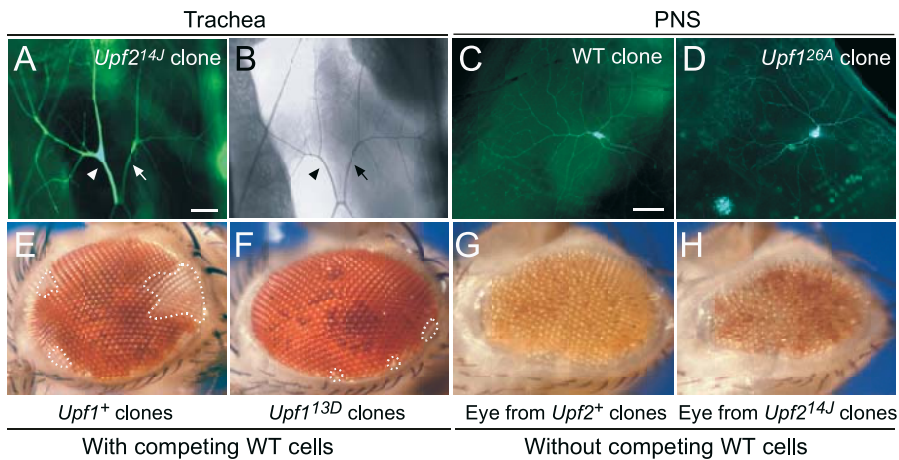 Trachea PNS
A Upf2^14J clone B C WT clone D Upf1^26A clone
E F G H
Upf1^+ clones Upf1^13D clones Eye from Upf2^+ clones Eye from Upf2^14J clones
With competing WT cells Without competing WT cells